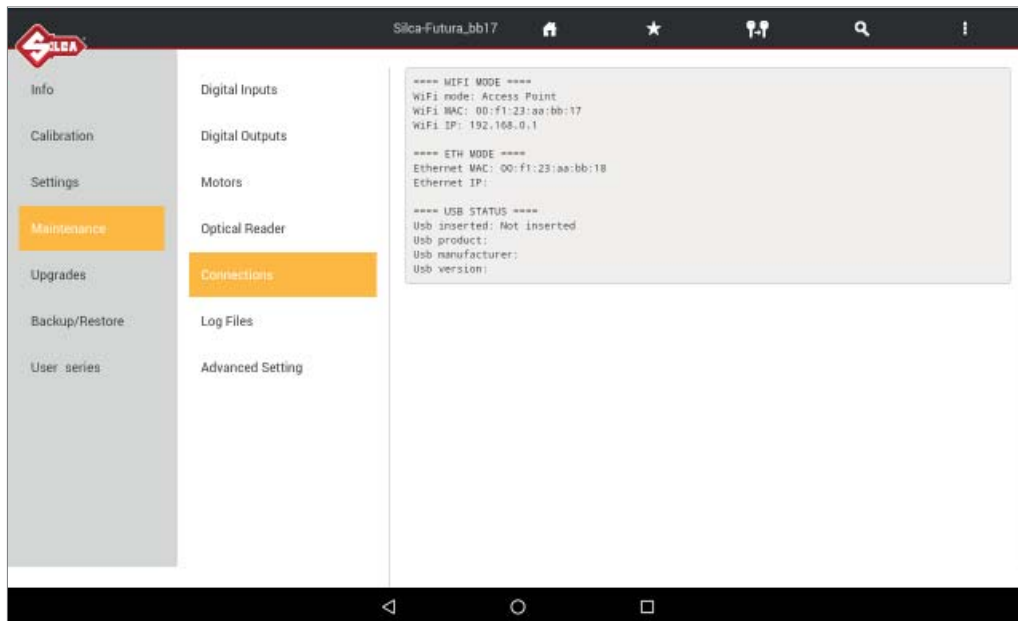 SILCA
Silca-Futura_bb17
Info
Calibration
Settings
Maintenance
Upgrades
Backup/Restore
User series
Digital Inputs
Digital Outputs
Motors
Optical Reader
Connections
Log Files
Advanced Setting
==== WIFI MODE ====
WiFi mode: Access Point
WiFi MAC: 00:f1:23:aa:bb:17
WiFi IP: 192.168.0.1
==== ETH MODE ====
Ethernet MAC: 00:f1:23:aa:bb:18
Ethernet IP:
==== USB STATUS ====
Usb inserted: Not inserted
Usb product:
Usb manufacturer:
Usb version: